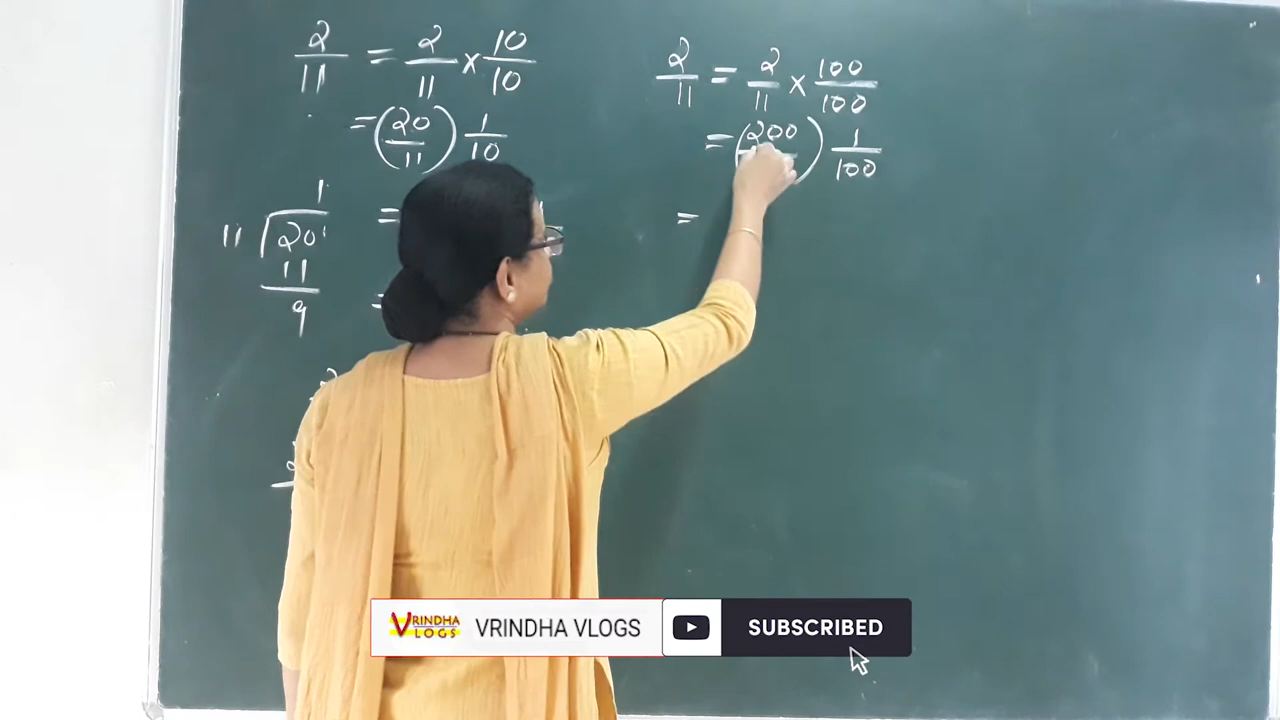 2/11 = 2/11 x 10/10
= (20/11) 1/10
1
11 20
11
9
=
=
2/11 = 2/11 x 100/100
= (200 ) 1/100
=
VRINDHA VLOGS
VRINDHA VLOGS
SUBSCRIBED